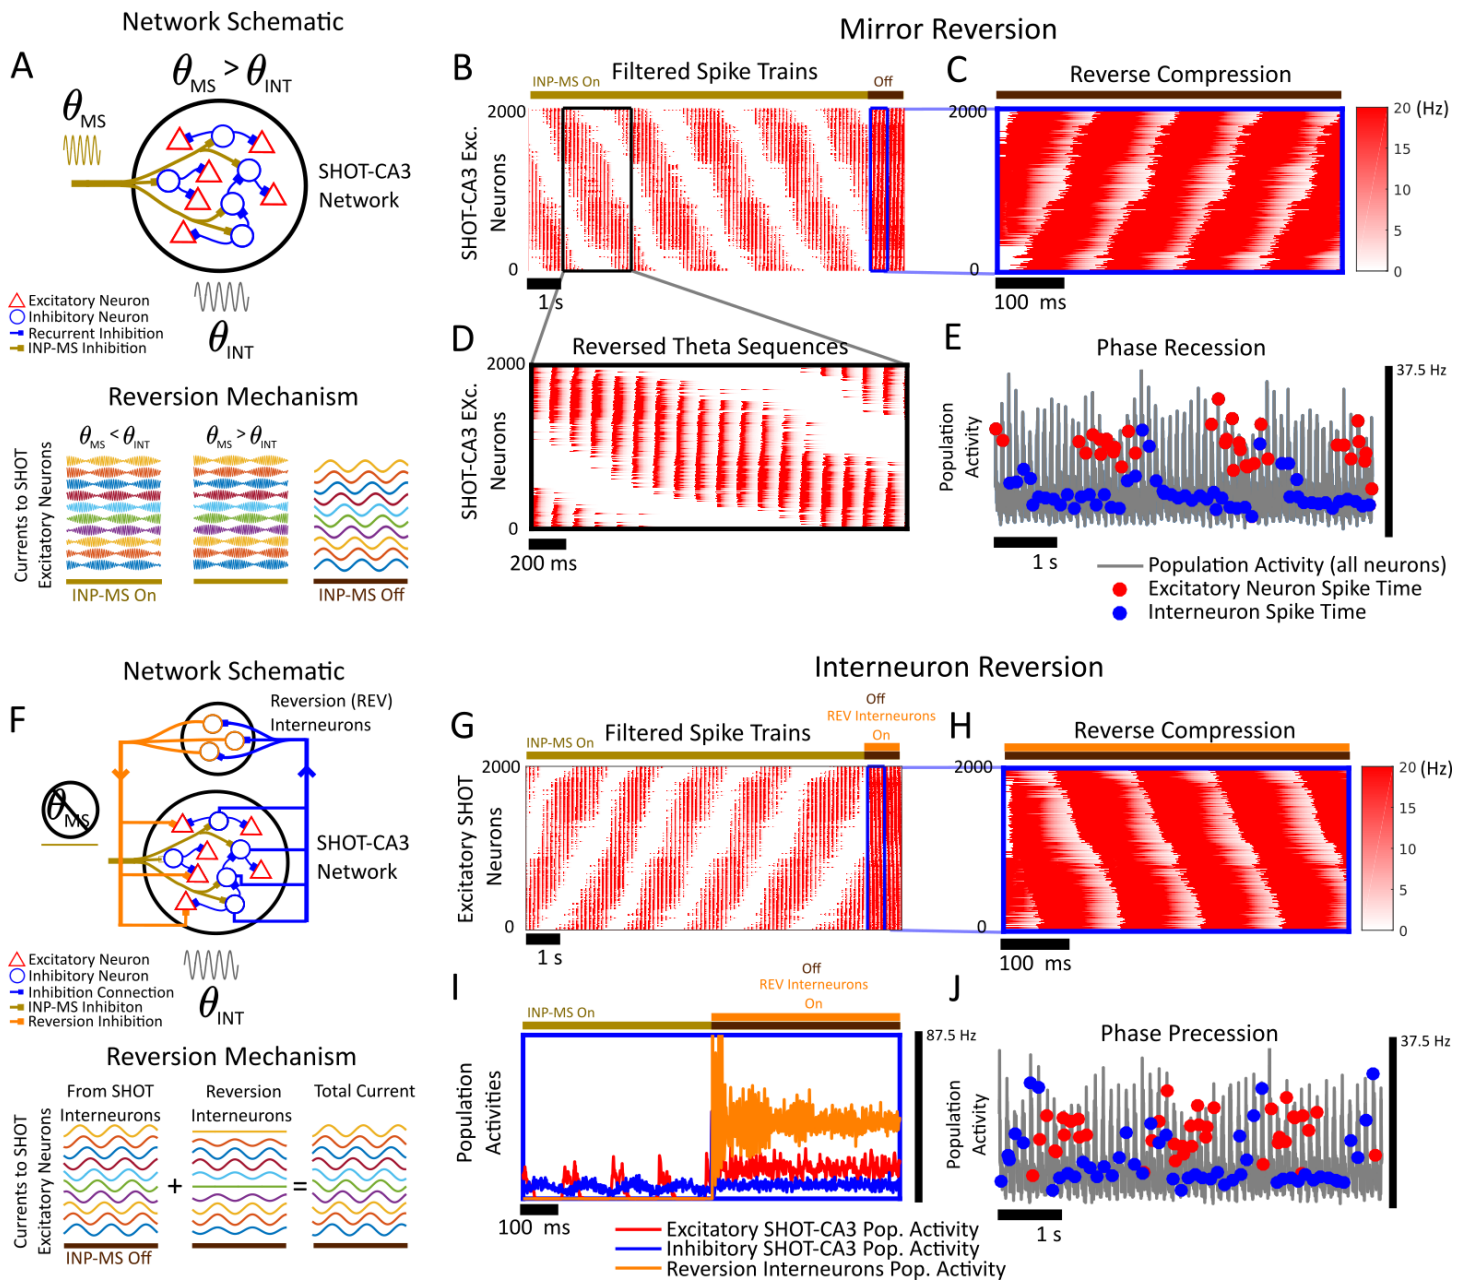 Network Schematic
Mirror Reversion
A
θMS > θINT
θMS
SHOT-CA3
Network
Excitatory Neuron
Inhibitory Neuron
Recurrent Inhibition
INP-MS Inhibition
θINT
Reversion Mechanism
θMS < θINT
θMS > θINT
Currents to SHOT
Excitatory Neurons
INP-MS On
INP-MS Off
B
Filtered Spike Trains
INP-MS On
Off
2000
0
SHOT-CA3 Exc.
Neurons
1 s
C
Reverse Compression
2000
0
100 ms
20 (Hz)
15
10
5
0
D
Reversed Theta Sequences
2000
0
SHOT-CA3 EXc.
Neurons
200 ms
E
Phase Recession
Population
Activity
37.5 Hz
1 s
Population Activity (all neurons)
Excitatory Neuron Spike Time
Interneuron Spike Time
Network Schematic
Interneuron Reversion
F
Reversion (REV)
Interneurons
θMS
SHOT-CA3
Network
Excitatory Neuron
Inhibitory Neuron
Inhibition Connection
INP-MS Inhibiton
Reversion Inhibition
θINT
Reversion Mechanism
From SHOT
Interneurons
Reversion
Interneurons
Total Current
Currents to SHOT
Excitatory Neurons
+
=
INP-MS Off
G
Filtered Spike Trains
INP-MS On
Off
REV Interneurons
On
2000
0
Excitatory SHOT
Neurons
1 s
H
Reverse Compression
2000
0
100 ms
20 (Hz)
15
10
5
0
I
INP-MS On
Off
REV Interneurons
On
Population
Activities
87.5 Hz
100 ms
Excitatory SHOT-CA3 Pop. Activity
Inhibitory SHOT-CA3 Pop. Activity
Reversion Interneurons Pop. Activity
J
Phase Precession
Population
Activity
37.5 Hz
1 s